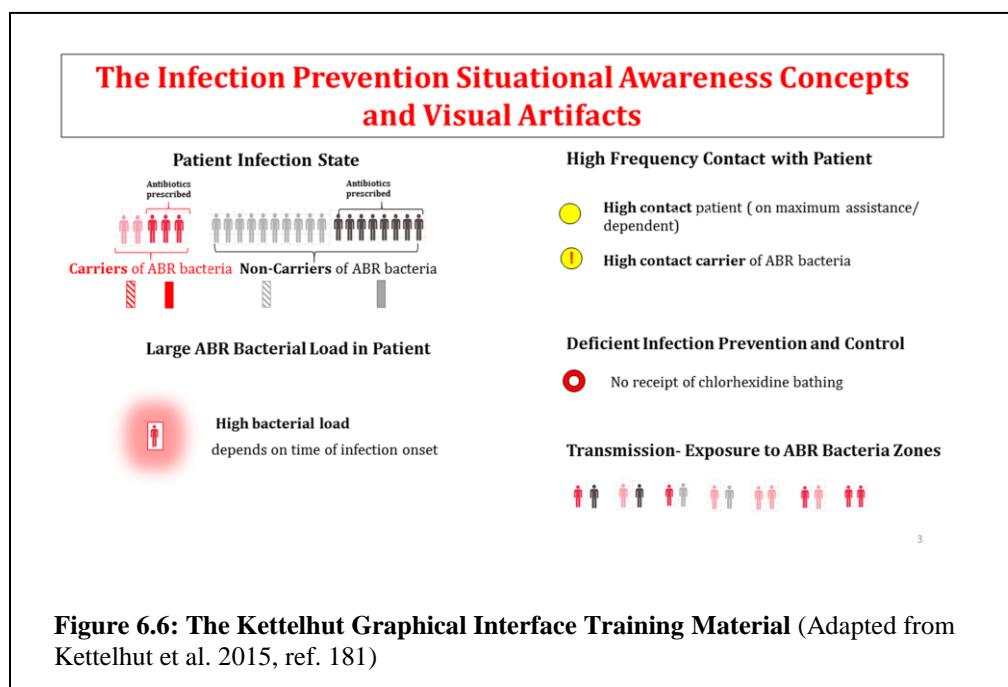 The Infection Prevention Situational Awareness Concepts
and Visual Artifacts
Patient Infection State
Antibiotics
prescribed
Antibiotics
prescribed
Carriers of ABR bacteria Non-Carriers of ABR bacteria
Large ABR Bacterial Load in Patient
High bacterial load
depends on time of infection onset
High Frequency Contact with Patient
High contact patient ( on maximum assistance/
dependent)
!
High contact carrier of ABR bacteria
Deficient Infection Prevention and Control
No receipt of chlorhexidine bathing
Transmission- Exposure to ABR Bacteria Zones
3
Figure 6.6: The Kettelhut Graphical Interface Training Material (Adapted from
Kettelhut et al. 2015, ref. 181)